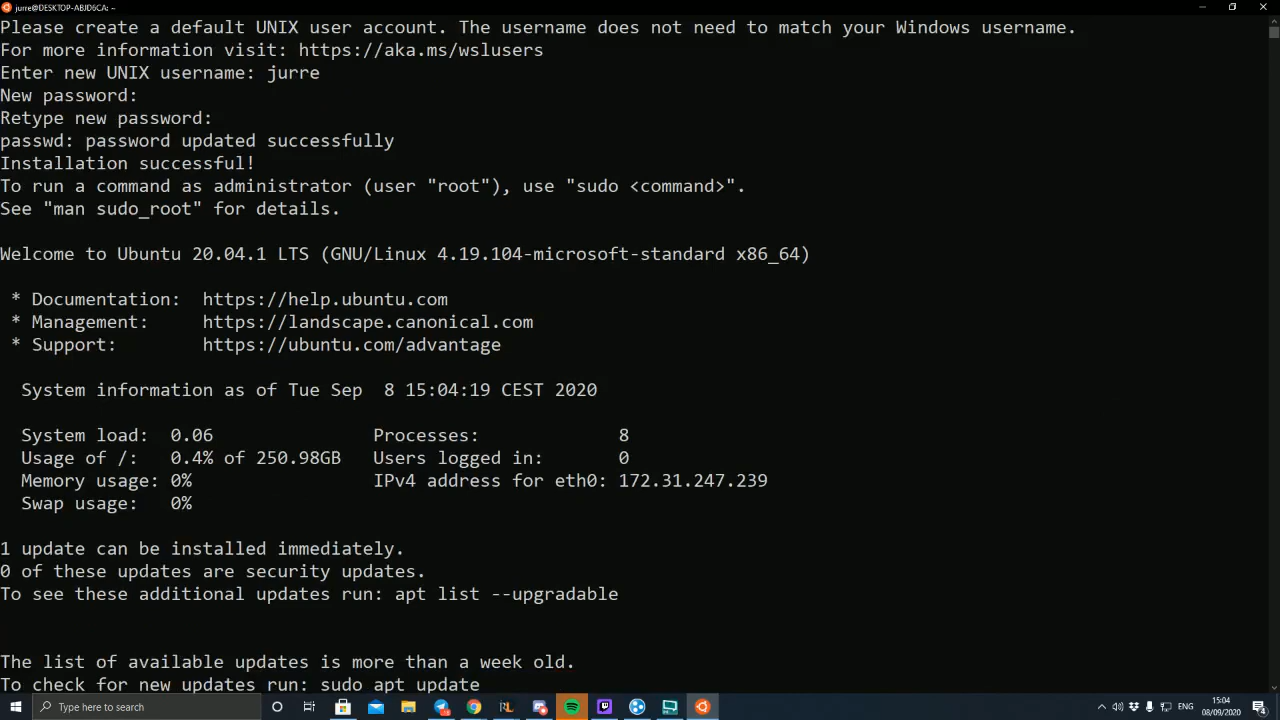 jurre@DESKTOP-ABJD6CA: ~
Please create a default UNIX user account. The username does not need to match your Windows username.
For more information visit: https://aka.ms/wslusers
Enter new UNIX username: jurre
New password:
Retype new password:
passwd: password updated successfully
Installation successful!
To run a command as administrator (user "root"), use "sudo <command>".
See "man sudo_root" for details.
Welcome to Ubuntu 20.04.1 LTS (GNU/Linux 4.19.104-microsoft-standard x86_64)
* Documentation: https://help.ubuntu.com
* Management: https://landscape.canonical.com
* Support: https://ubuntu.com/advantage
System information as of Tue Sep 8 15:04:19 CEST 2020
System load: 0.06 Processes: 8
Usage of /: 0.4% of 250.98GB Users logged in: 0
Memory usage: 0% IPv4 address for eth0: 172.31.247.239
Swap usage: 0%
1 update can be installed immediately.
0 of these updates are security updates.
To see these additional updates run: apt list --upgradable
The list of available updates is more than a week old.
To check for new updates run: sudo apt update
Type here to search
ENG
15:04
08/09/2020